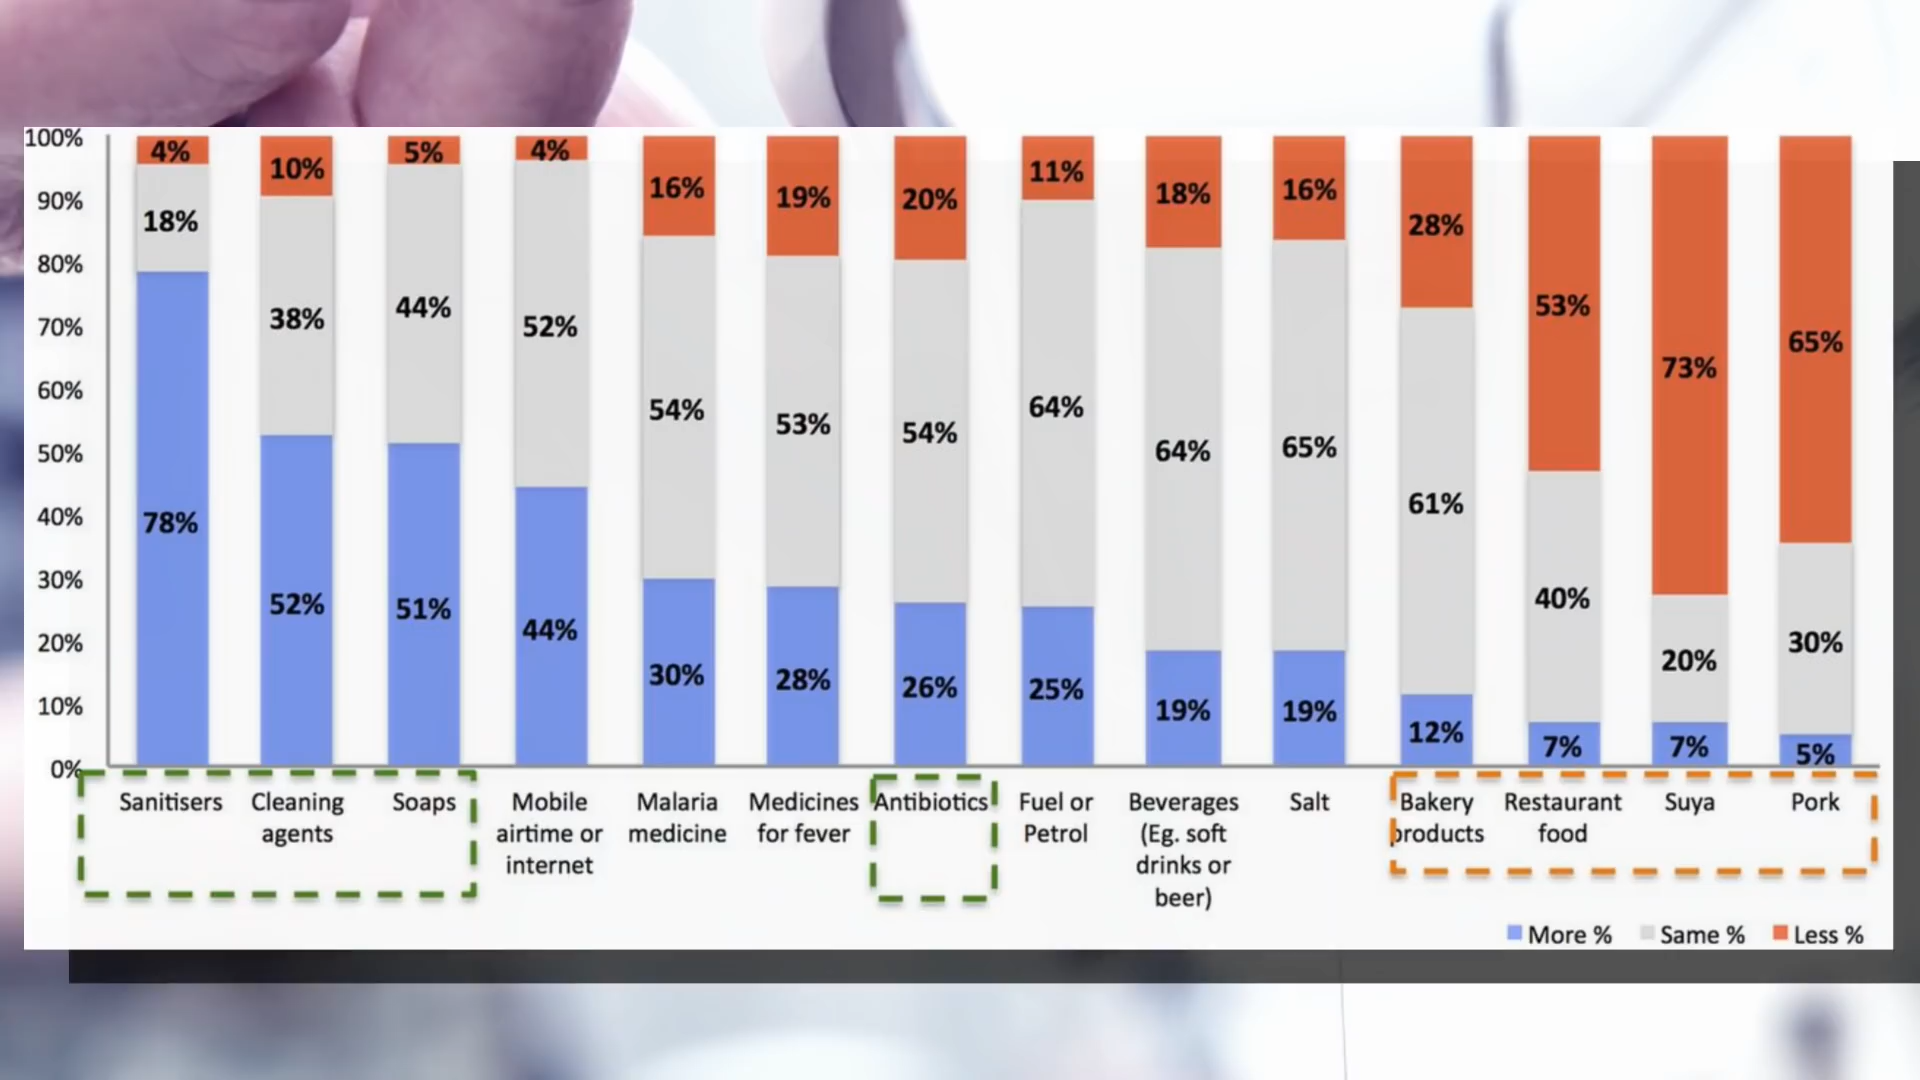 100%
90%
80%
70%
60%
50%
40%
30%
20%
10%
0%
4%
18%
78%
10%
38%
52%
5%
44%
51%
4%
52%
44%
16%
54%
30%
19%
53%
28%
20%
54%
26%
11%
64%
25%
18%
64%
19%
16%
65%
19%
28%
61%
12%
53%
40%
7%
73%
20%
7%
65%
30%
5%
Sanitisers
Cleaning
agents
Soaps
Mobile
airtime or
internet
Malaria
medicine
Medicines
for fever
Antibiotics
Fuel or
Petrol
Beverages
(Eg. soft
drinks or
beer)
Salt
Bakery
products
Restaurant
food
Suya
Pork
More %
Same %
Less %